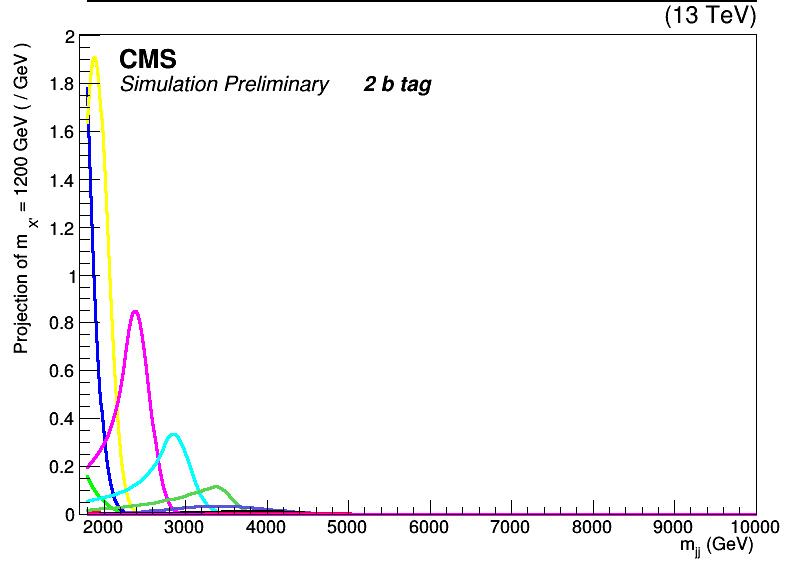 (13 TeV)
CMS
Simulation Preliminary 2 b tag
Projection of m x' = 1200 GeV ( / GeV )
2
1.8
1.6
1.4
1.2
1
0.8
0.6
0.4
0.2
0
2000 3000 4000 5000 6000 7000 8000 9000 10000
m jj (GeV)